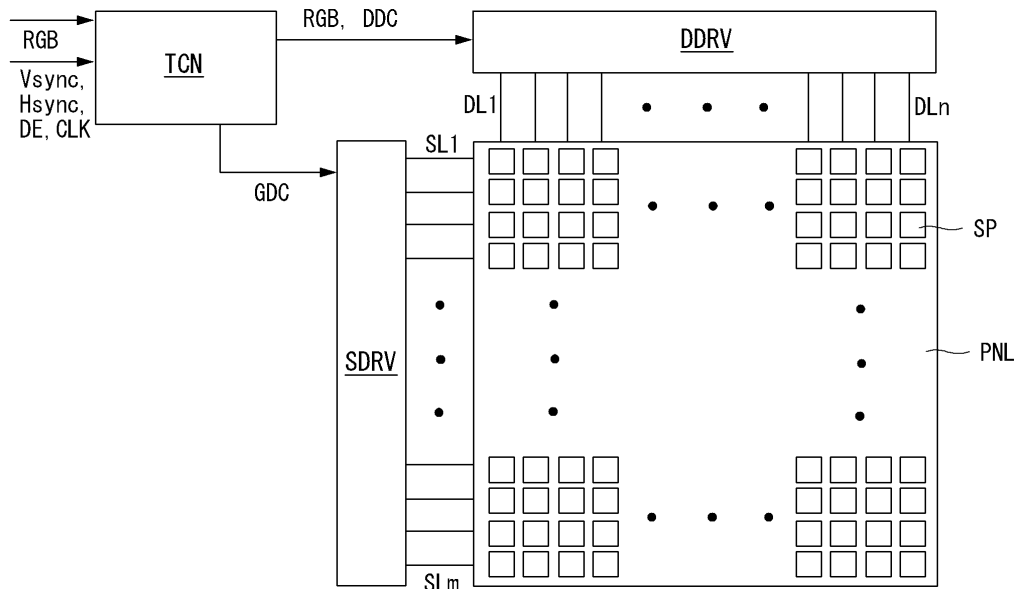 RGB
Vsync,
Hsync,
DE, CLK
TCN
RGB, DDC
DDRV
DL1
DLn
GDC
SL1
SDRV
SP
PNL
SLm